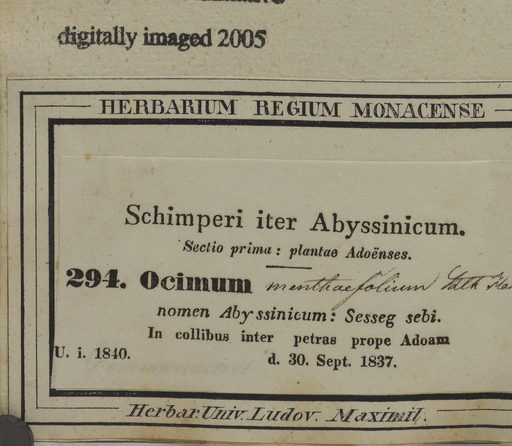 digitally imaged 2005
HERBARIUM REGIUM MONACENSE
Schimperi iter Abyssinicum.
Sectio prima: plantae Adoënses.
294. Ocimum menthaefolium
nomen Abyssinicum: Sesseg sebi.
In collibus inter petras prope Adoam
U. i. 1840. d. 30. Sept. 1837.
Herbar. Univ. Ludov. Maximil.